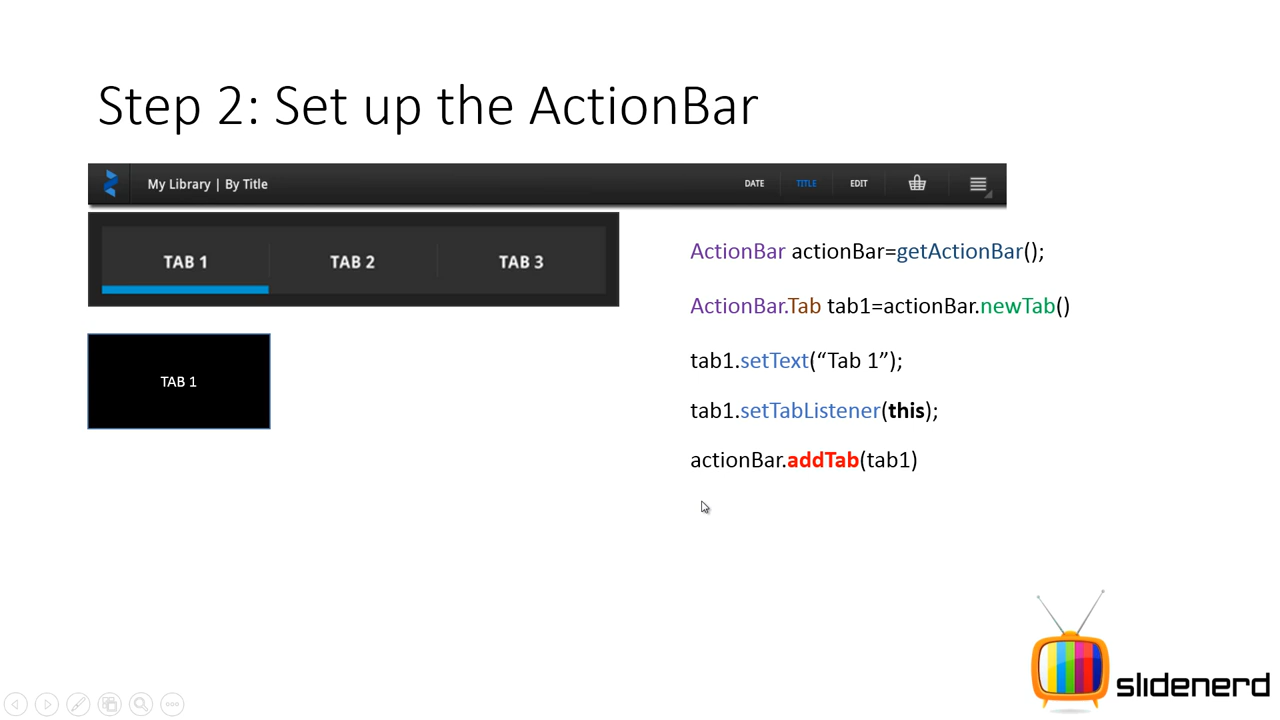 Step 2: Set up the ActionBar
My Library | By Title
DATE
TITLE
EDIT
TAB 1
TAB 2
TAB 3
TAB 1
ActionBar actionBar=getActionBar();
ActionBar.Tab tab1=actionBar.newTab()
tab1.setText(“Tab 1”);
tab1.setTabListener(this);
actionBar.addTab(tab1)
slidenerd